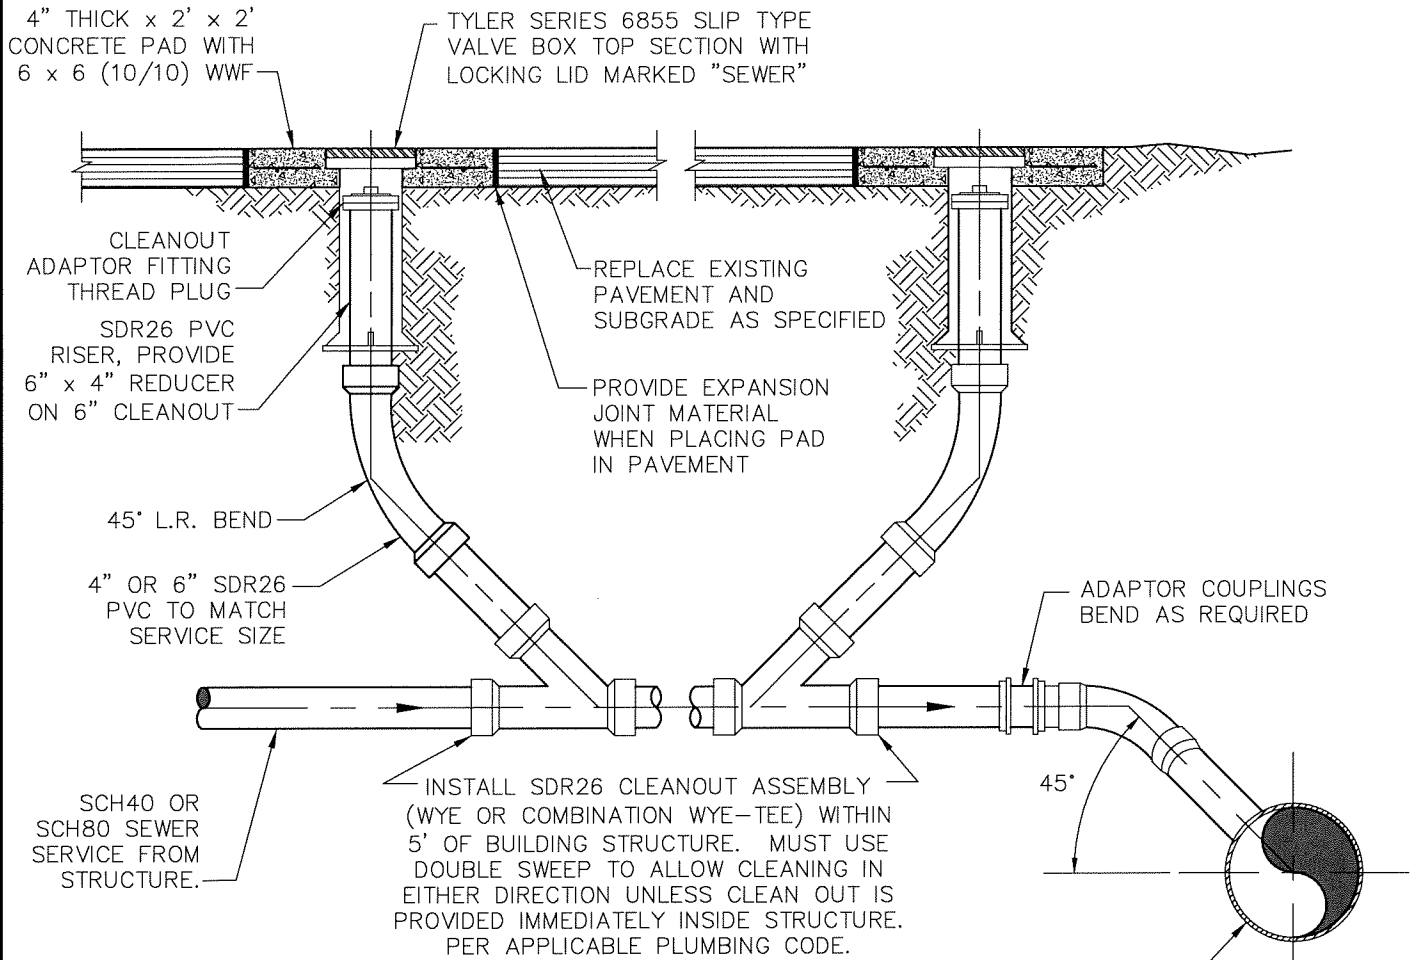 4” THICK x 2’ x 2’
CONCRETE PAD WITH
6 x 6 (10/10) WWF
TYLER SERIES 6855 SLIP TYPE
VALVE BOX TOP SECTION WITH
LOCKING LID MARKED ”SEWER”
CLEANOUT
ADAPTOR FITTING
THREAD PLUG
SDR26 PVC
RISER, PROVIDE
6” x 4” REDUCER
ON 6” CLEANOUT
REPLACE EXISTING
PAVEMENT AND
SUBGRADE AS SPECIFIED
PROVIDE EXPANSION
JOINT MATERIAL
WHEN PLACING PAD
IN PAVEMENT
45° L.R. BEND
4” OR 6” SDR26
PVC TO MATCH
SERVICE SIZE
ADAPTOR COUPLINGS
BEND AS REQUIRED
45°
SCH40 OR
SCH80 SEWER
SERVICE FROM
STRUCTURE.
INSTALL SDR26 CLEANOUT ASSEMBLY
(WYE OR COMBINATION WYE–TEE) WITHIN
5’ OF BUILDING STRUCTURE. MUST USE
DOUBLE SWEEP TO ALLOW CLEANING IN
EITHER DIRECTION UNLESS CLEAN OUT IS
PROVIDED IMMEDIATELY INSIDE STRUCTURE.
PER APPLICABLE PLUMBING CODE.